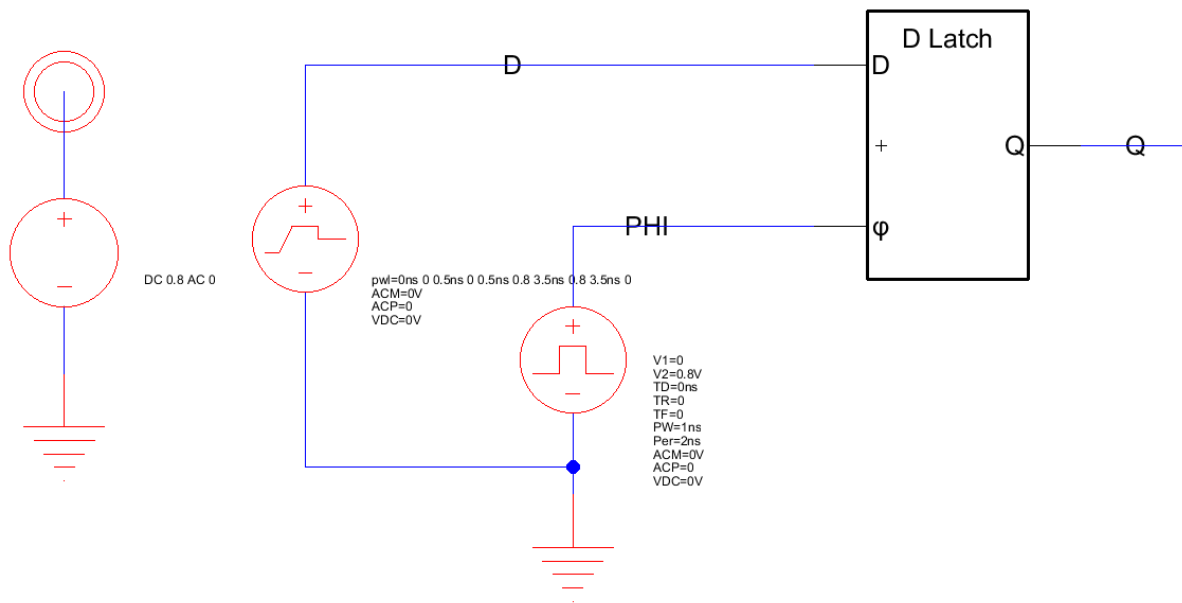 D Latch
D
D
+
Q
Q
PHI
φ
+
−
DC 0.8 AC 0
+
−
pwl=0ns 0 0.5ns 0 0.5ns 0.8 3.5ns 0.8 3.5ns 0
ACM=0V
ACP=0
VDC=0V
+
−
V1=0
V2=0.8V
TD=0ns
TR=0
TF=0
PW=1ns
Per=2ns
ACM=0V
ACP=0
VDC=0V